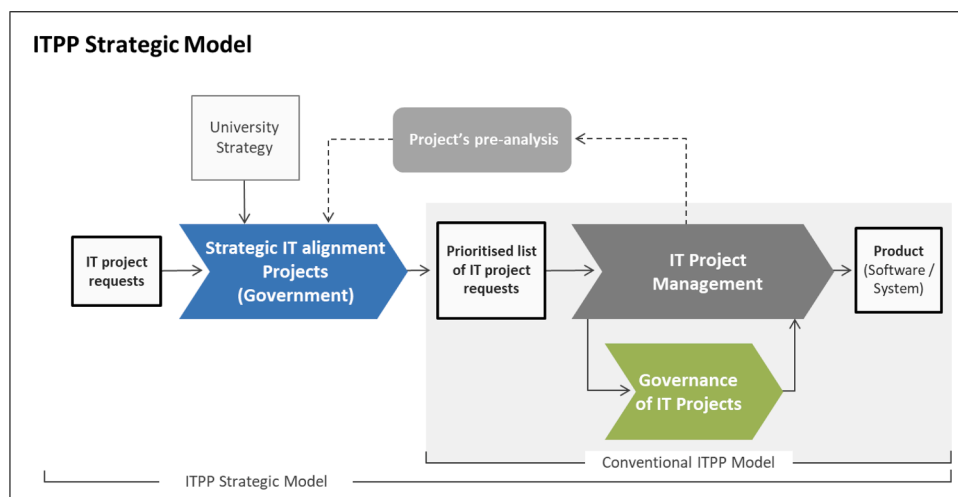 ITPP Strategic Model
University
Strategy
Project's pre-analysis
IT project
requests
Strategic IT alignment
Projects
(Government)
Prioritised list
of IT project
requests
IT Project
Management
Product
(Software /
System)
Governance
of IT Projects
Conventional ITPP Model
ITPP Strategic Model